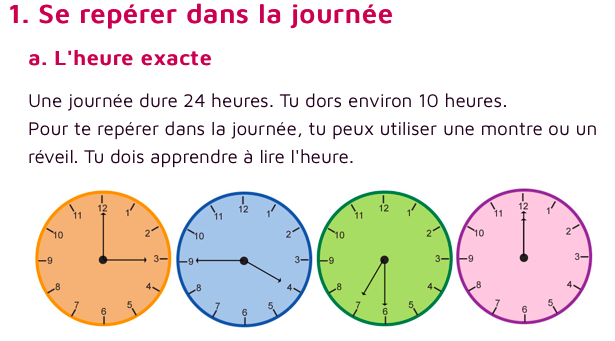 1. Se repérer dans la journée
a. L'heure exacte
Une journée dure 24 heures. Tu dors environ 10 heures.
Pour te repérer dans la journée, tu peux utiliser une montre ou un
réveil. Tu dois apprendre à lire l'heure.
12 1 2 3 4 5 6 7 8 9 10 11
12 1 2 3 4 5 6 7 8 9 10 11
12 1 2 3 4 5 6 7 8 9 10 11
12 1 2 3 4 5 6 7 8 9 10 11